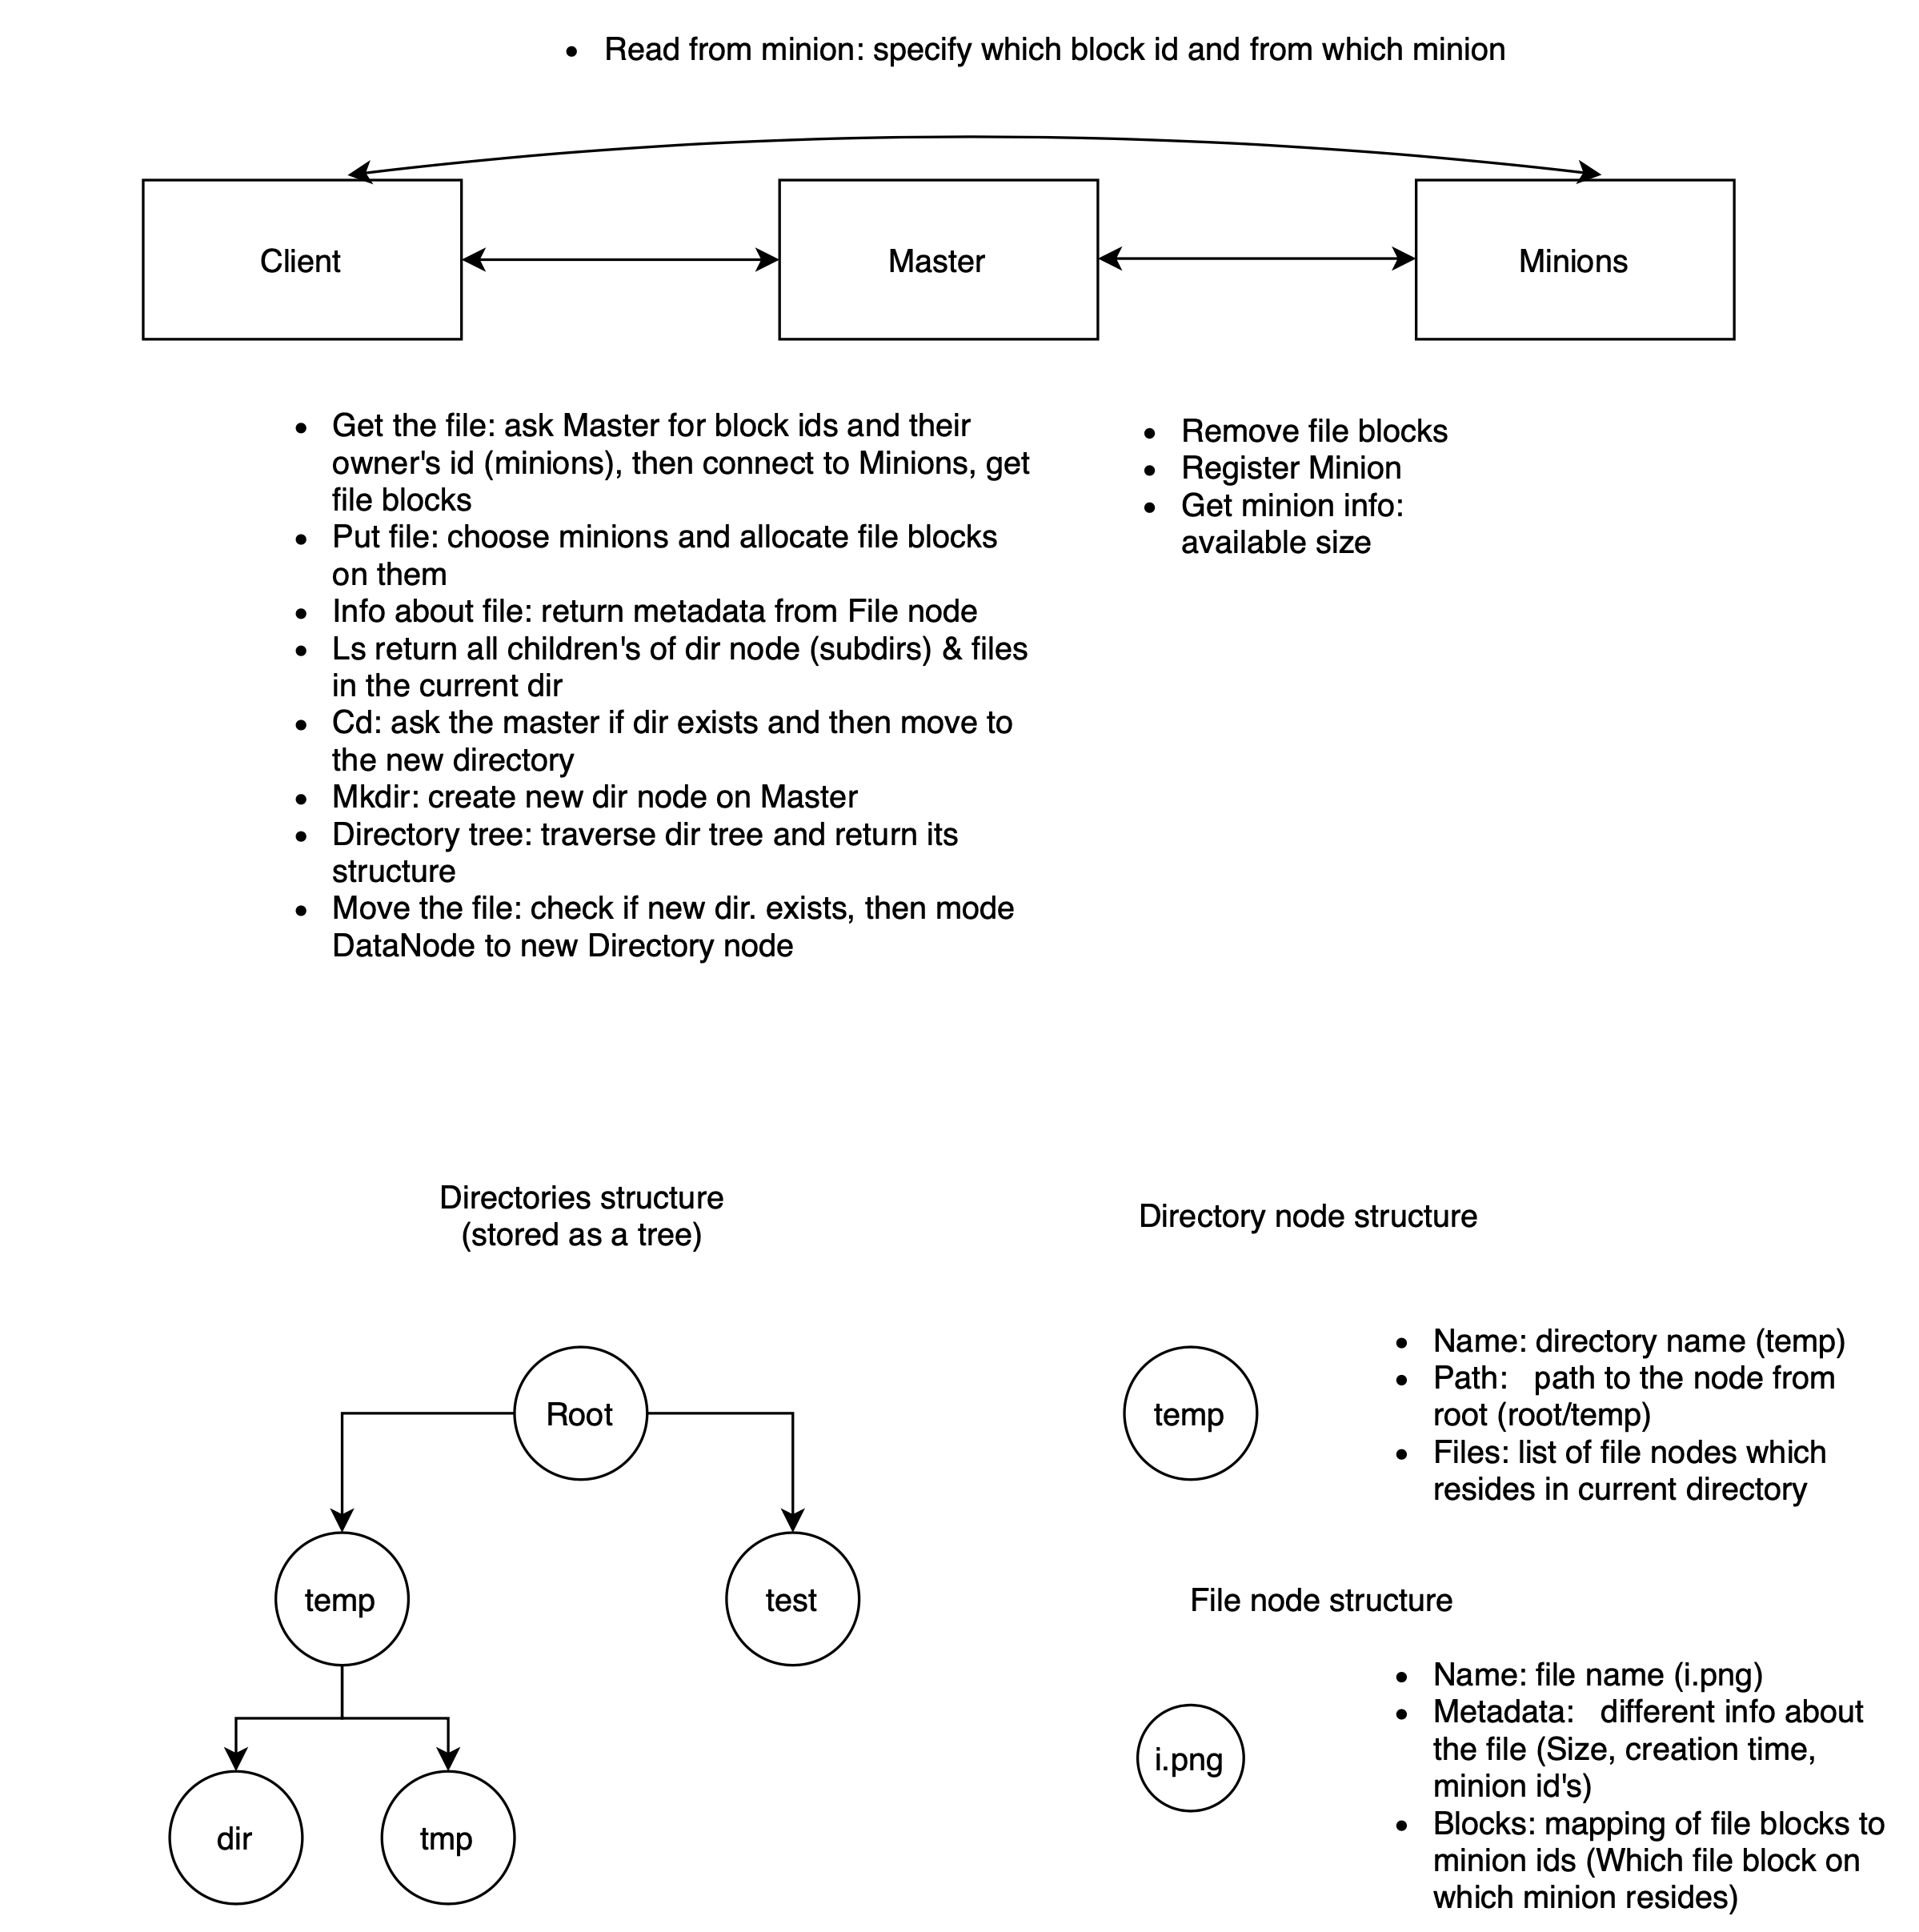 • Read from minion: specify which block id and from which minion
Client
Master
Minions
• Get the file: ask Master for block ids and their
owner's id (minions), then connect to Minions, get
file blocks
• Put file: choose minions and allocate file blocks
on them
• Info about file: return metadata from File node
• Ls return all children's of dir node (subdirs) & files
in the current dir
• Cd: ask the master if dir exists and then move to
the new directory
• Mkdir: create new dir node on Master
• Directory tree: traverse dir tree and return its
structure
• Move the file: check if new dir. exists, then mode
DataNode to new Directory node
• Remove file blocks
• Register Minion
• Get minion info:
available size
Directories structure
(stored as a tree)
Root
temp
test
dir
tmp
Directory node structure
temp
• Name: directory name (temp)
• Path:   path to the node from
root (root/temp)
• Files: list of file nodes which
resides in current directory
File node structure
i.png
• Name: file name (i.png)
• Metadata:   different info about
the file (Size, creation time,
minion id's)
• Blocks: mapping of file blocks to
minion ids (Which file block on
which minion resides)